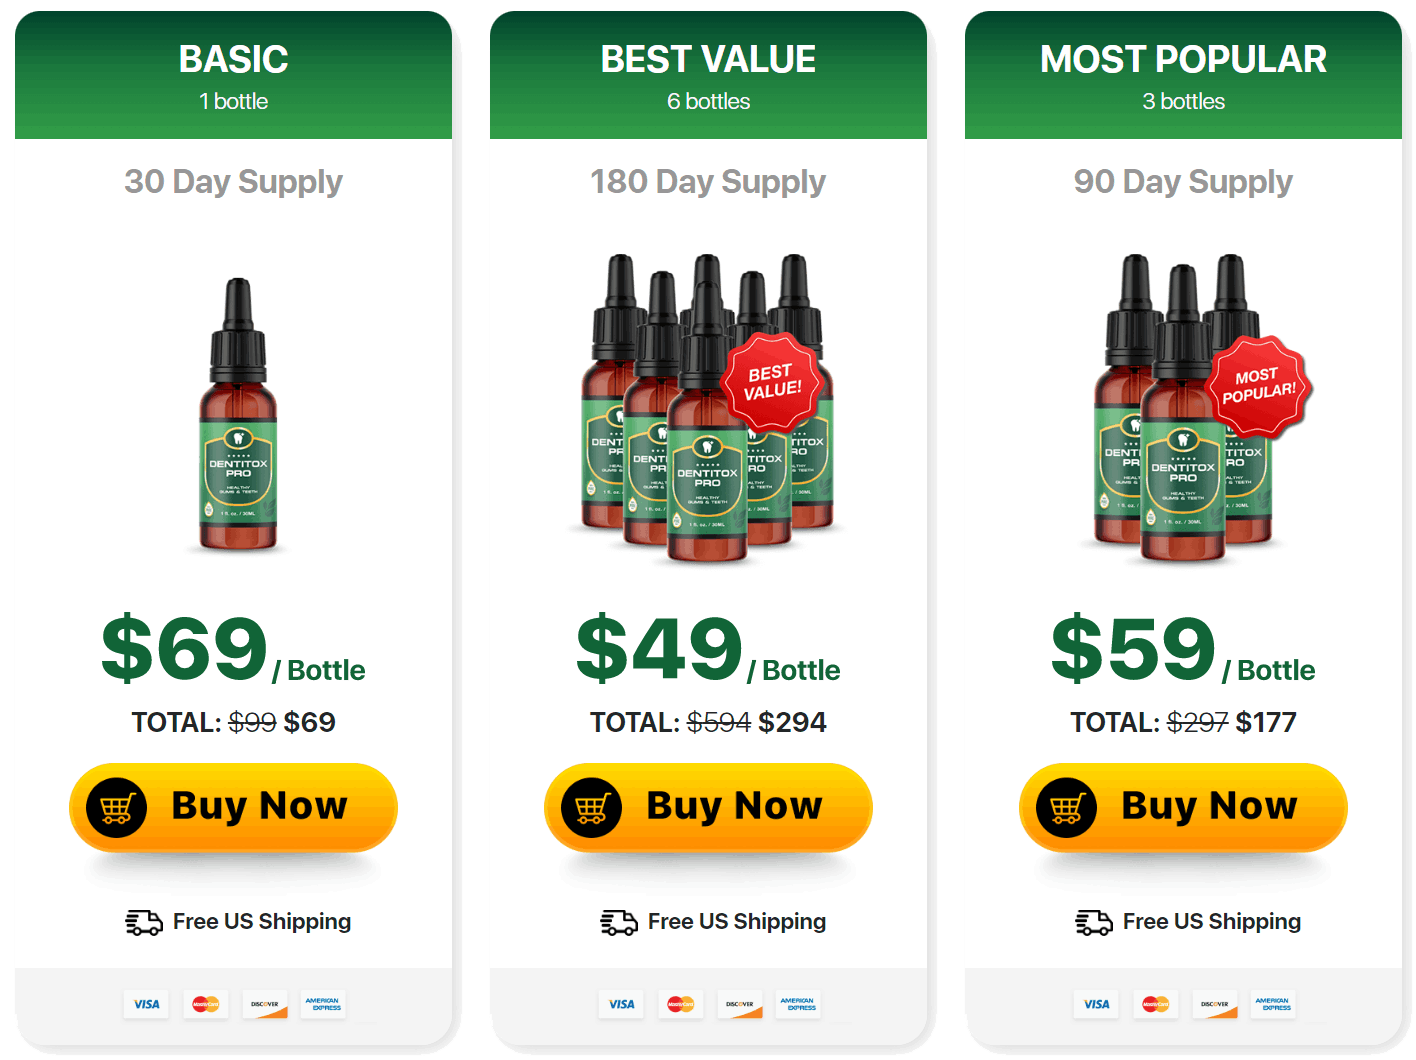 BASIC
1 bottle
30 Day Supply
DENTITOX
PRO
HEALTHY
GUMS & TEETH
1 fl. oz. / 30ML
$69 / Bottle
TOTAL: $99 $69
Buy Now
Free US Shipping
VISA
MasterCard
DISCOVER
AMERICAN
EXPRESS
BEST VALUE
6 bottles
180 Day Supply
BEST
VALUE!
DENTITOX
PRO
HEALTHY
GUMS & TEETH
1 fl. oz. / 30ML
$49 / Bottle
TOTAL: $594 $294
Buy Now
Free US Shipping
VISA
MasterCard
DISCOVER
AMERICAN
EXPRESS
MOST POPULAR
3 bottles
90 Day Supply
MOST
POPULAR!
DENTITOX
PRO
HEALTHY
GUMS & TEETH
1 fl. oz. / 30ML
$59 / Bottle
TOTAL: $297 $177
Buy Now
Free US Shipping
VISA
MasterCard
DISCOVER
AMERICAN
EXPRESS